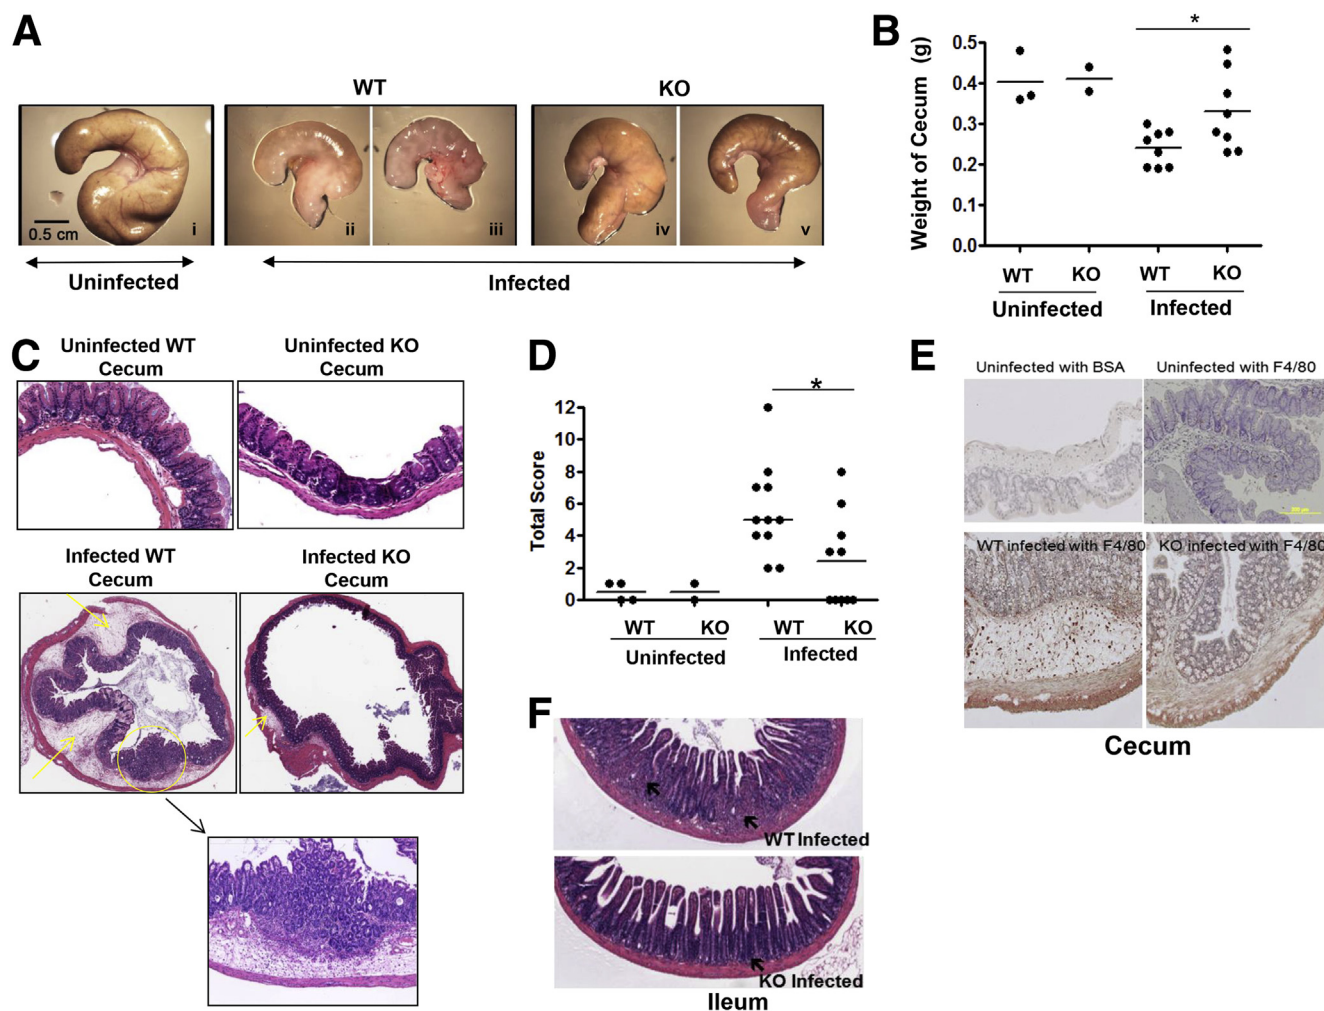 A
WT
KO
i
ii
iii
iv
v
0.5 cm
Uninfected
Infected
B
*
Weight of Cecum (g)
0.5
0.4
0.3
0.2
0.1
0.0
WT
KO
WT
KO
Uninfected
Infected
C
Uninfected WT
Cecum
Uninfected KO
Cecum
Infected WT
Cecum
Infected KO
Cecum
D
*
Total Score
12
10
8
6
4
2
0
WT
KO
WT
KO
Uninfected
Infected
E
Uninfected with BSA
Uninfected with F4/80
WT infected with F4/80
KO infected with F4/80
Cecum
F
WT Infected
KO Infected
Ileum